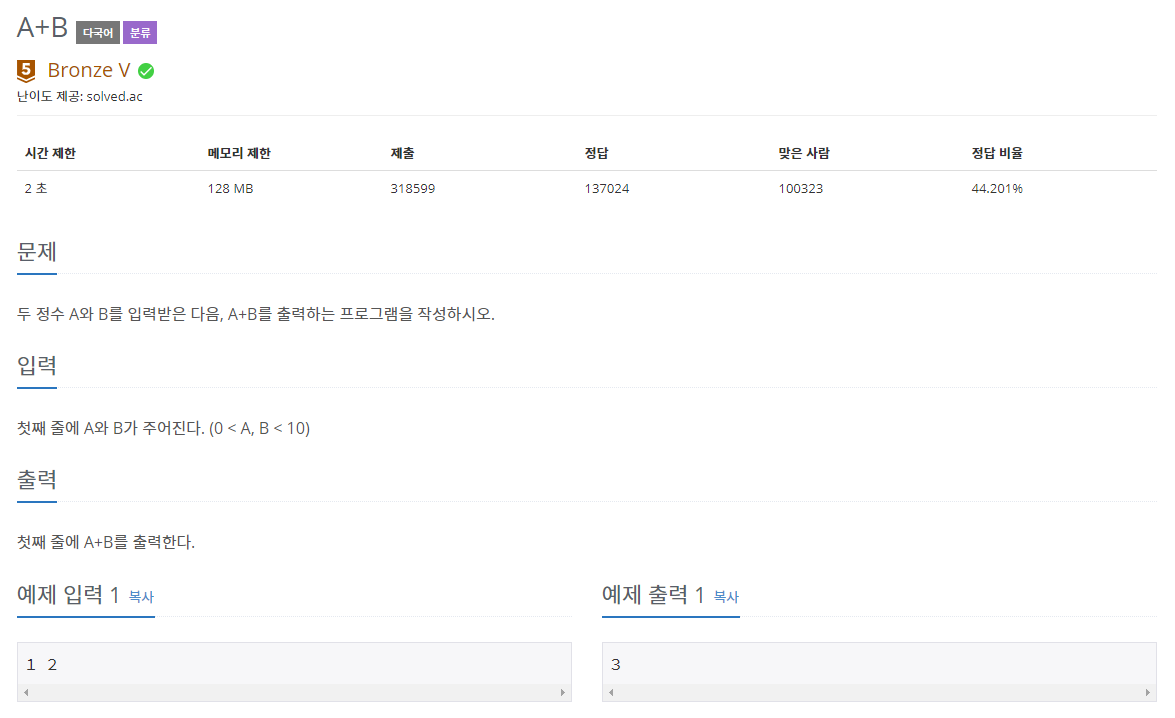 A+B 다국어 분류
5 Bronze V
난이도 제공: solved.ac
시간 제한 메모리 제한 제출 정답 맞은 사람 정답 비율
2 초 128 MB 318599 137024 100323 44.201%
문제
두 정수 A와 B를 입력받은 다음, A+B를 출력하는 프로그램을 작성하시오.
입력
첫째 줄에 A와 B가 주어진다. (0 < A, B < 10)
출력
첫째 줄에 A+B를 출력한다.
예제 입력 1 복사
1 2
예제 출력 1 복사
3